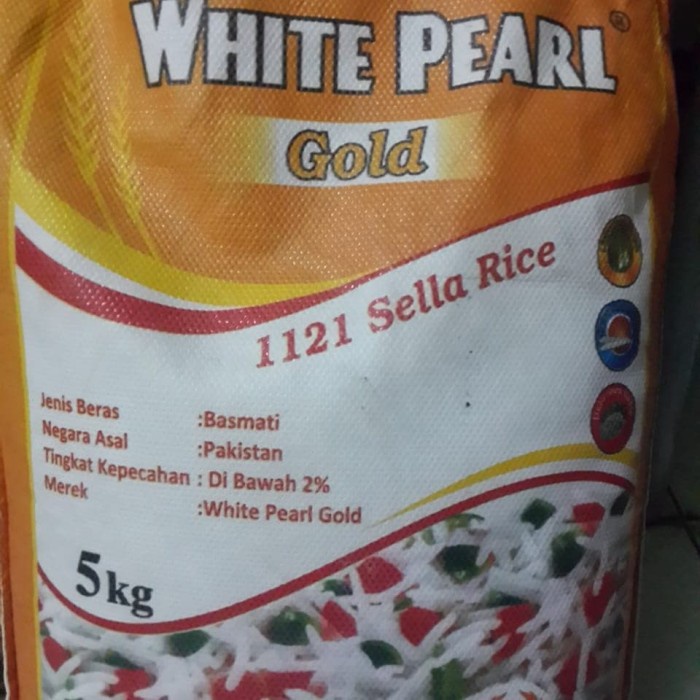 WHITE PEARL
Gold
1121 Sella Rice
Jenis Beras :Basmati
Negara Asal :Pakistan
Tingkat Kepecahan : Di Bawah 2%
Merek :White Pearl Gold
5kg